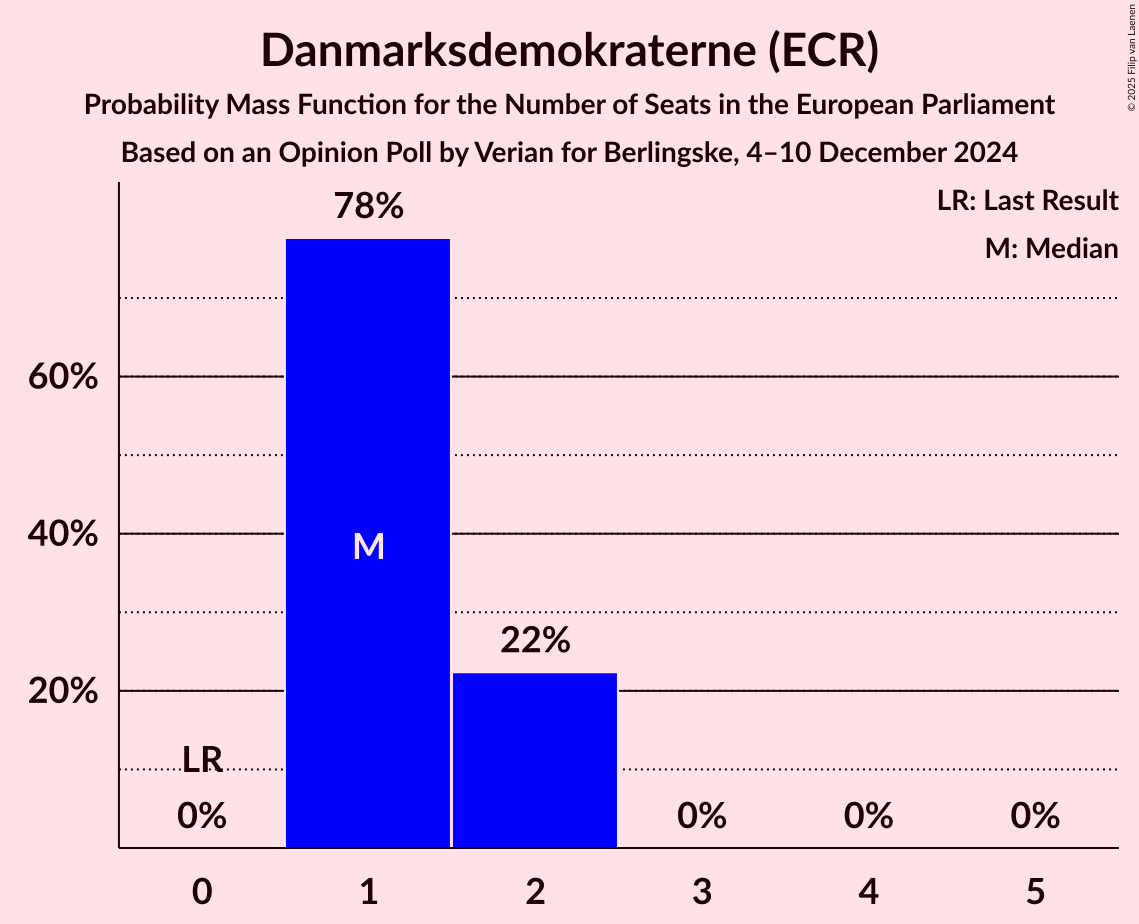 Danmarksdemokraterne (ECR)
Probability Mass Function for the Number of Seats in the European Parliament
Based on an Opinion Poll by Verian for Berlingske, 4–10 December 2024
© 2025 Filip van Laenen
LR: Last Result
M: Median
78%
60%
40%
M
22%
20%
LR
0%
0%
0%
0%
0
1
2
3
4
5